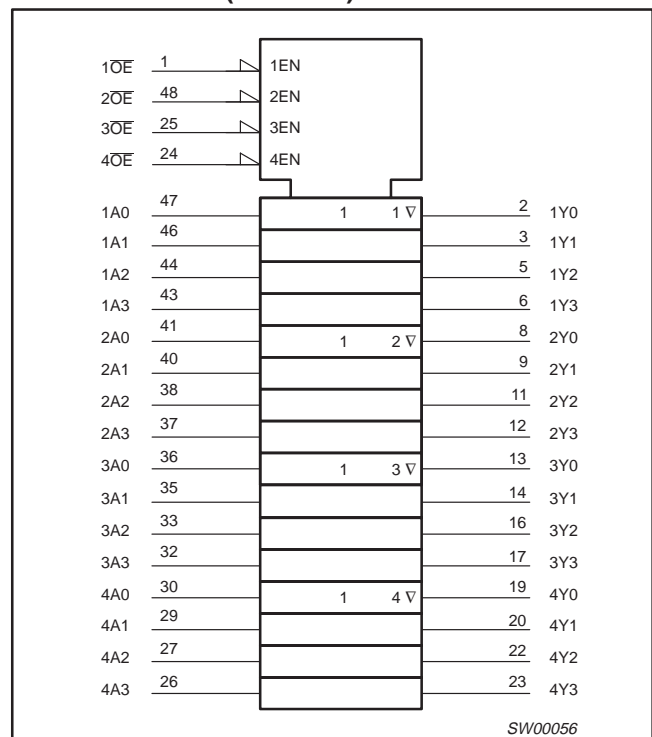 1O̅E̅ 1 1EN
2O̅E̅ 48 2EN
3O̅E̅ 25 3EN
4O̅E̅ 24 4EN
1A0 47 1 1 ∇ 2 1Y0
1A1 46 3 1Y1
1A2 44 5 1Y2
1A3 43 6 1Y3
2A0 41 1 2 ∇ 8 2Y0
2A1 40 9 2Y1
2A2 38 11 2Y2
2A3 37 12 2Y3
3A0 36 1 3 ∇ 13 3Y0
3A1 35 14 3Y1
3A2 33 16 3Y2
3A3 32 17 3Y3
4A0 30 1 4 ∇ 19 4Y0
4A1 29 20 4Y1
4A2 27 22 4Y2
4A3 26 23 4Y3
SW00056